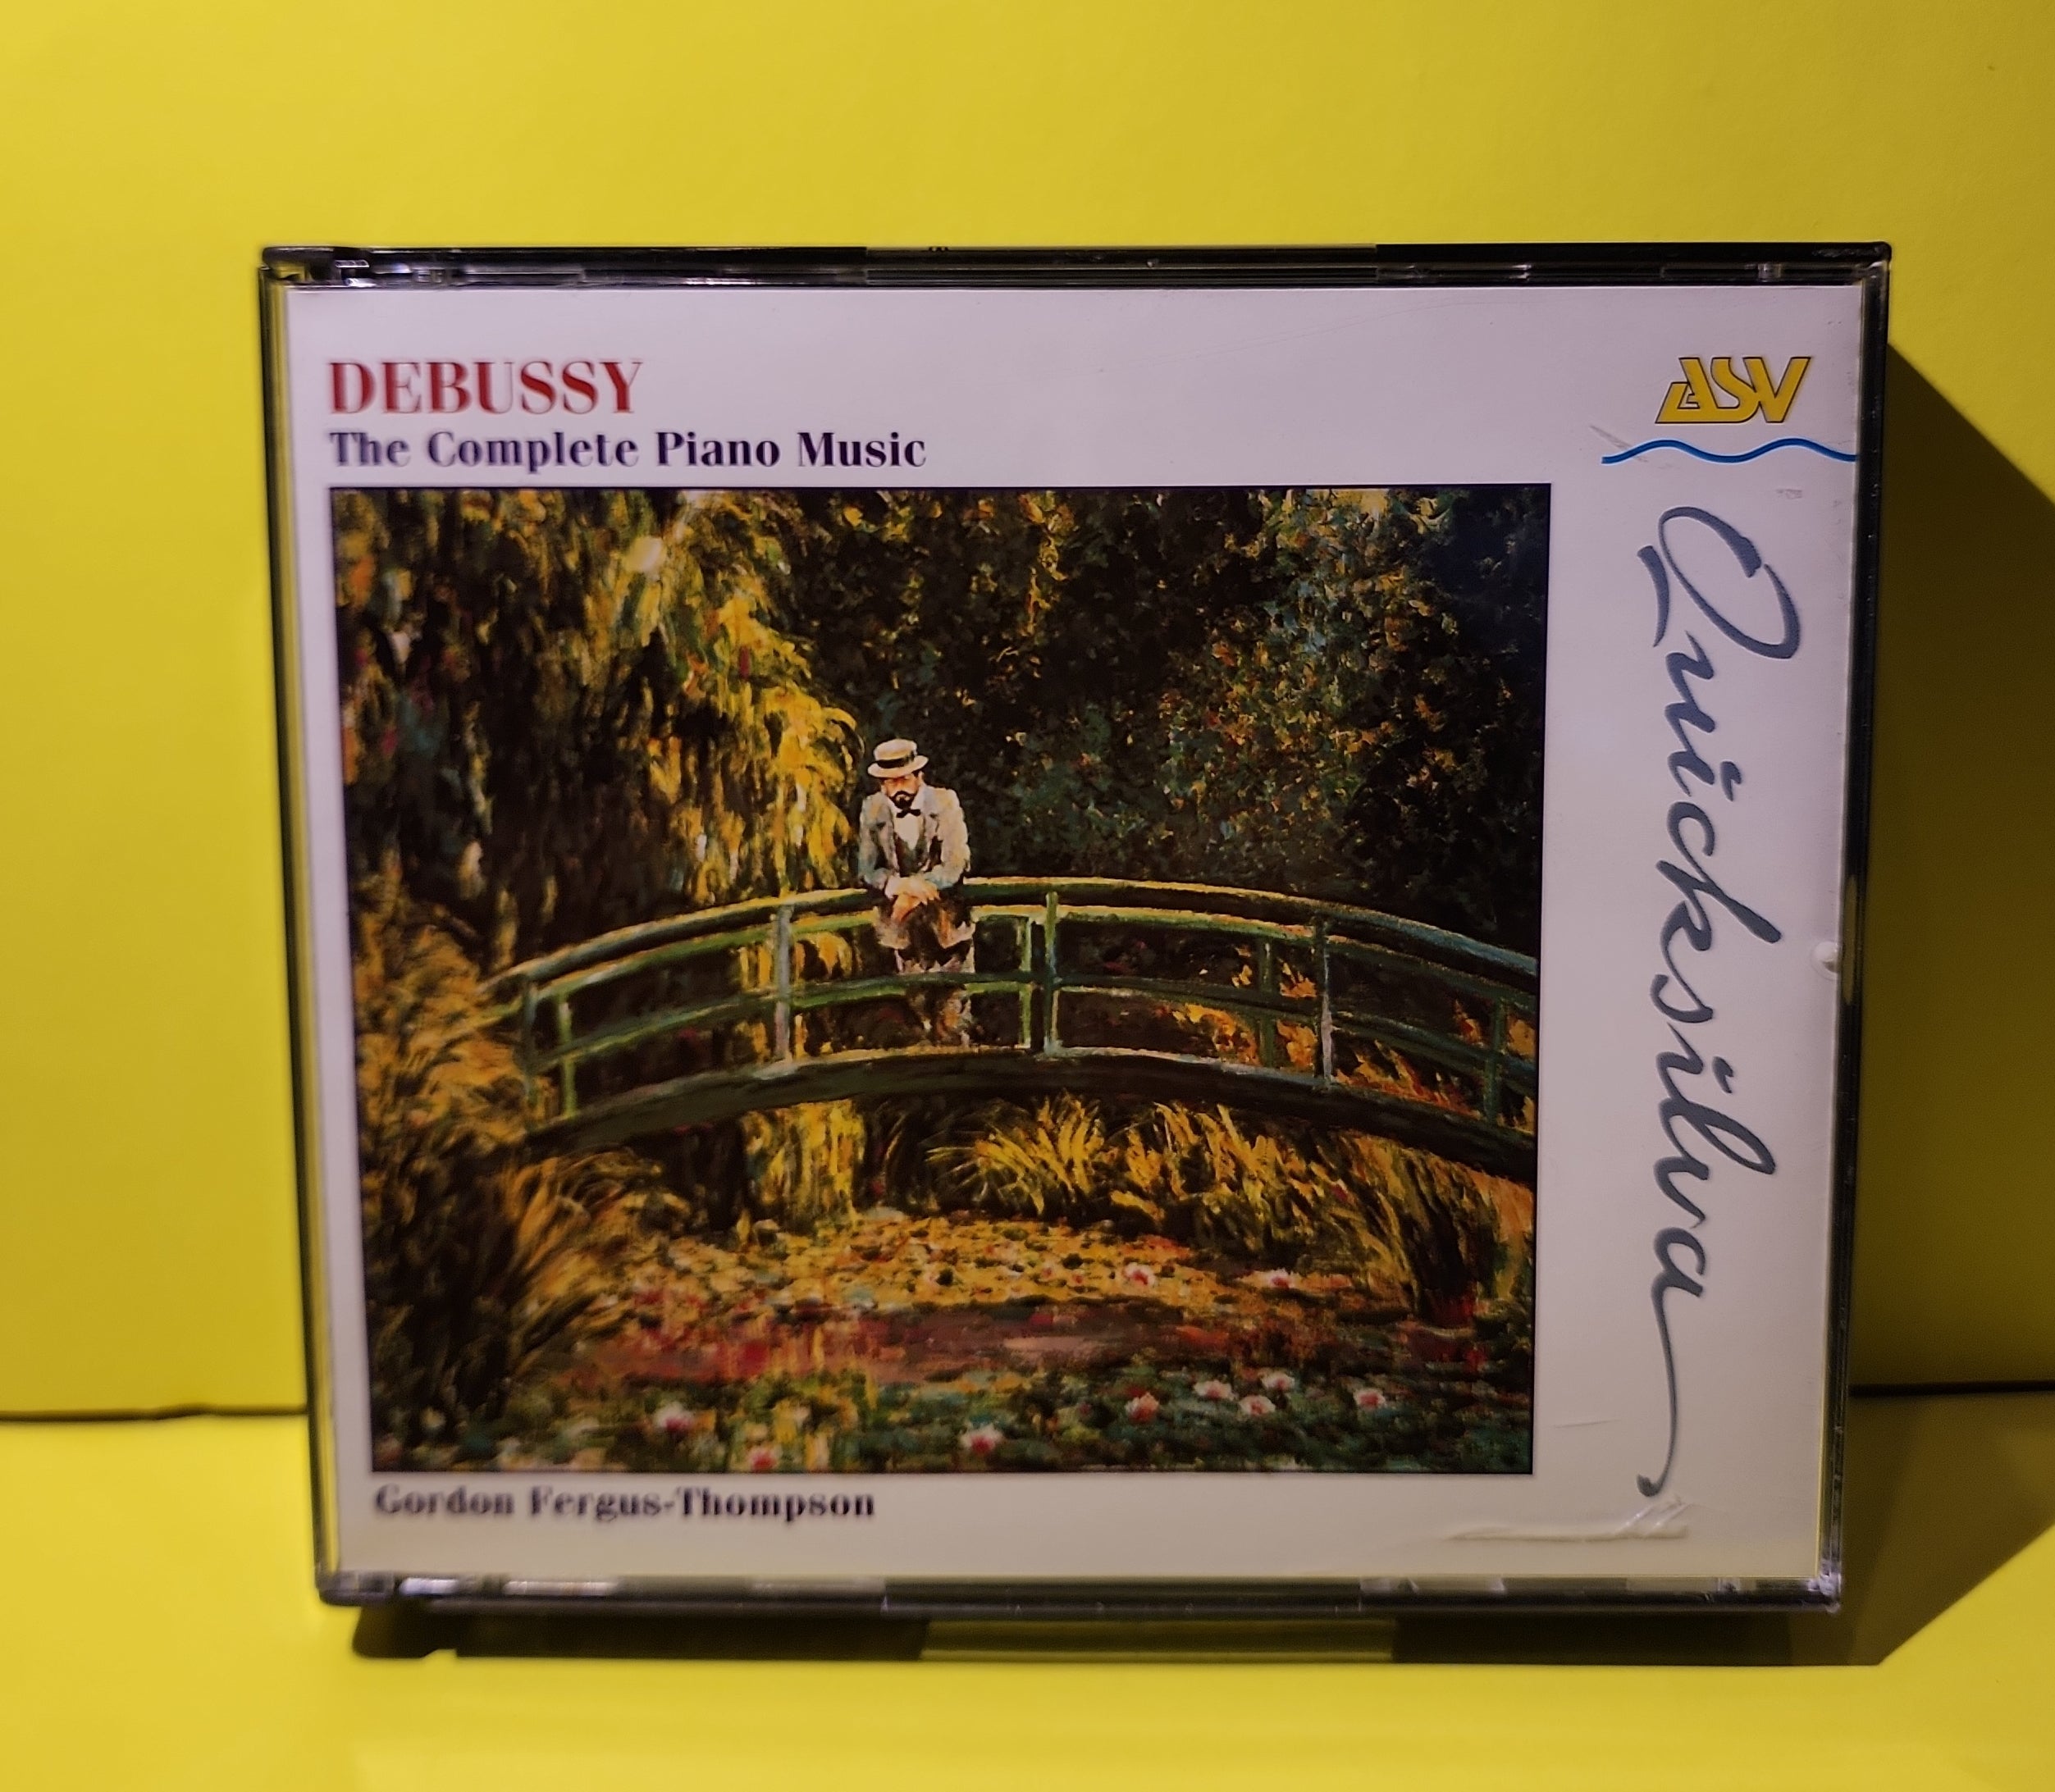 DEBUSSY
The Complete Piano Music
ASV
Quicksilva
Gordon Fergus-Thompson